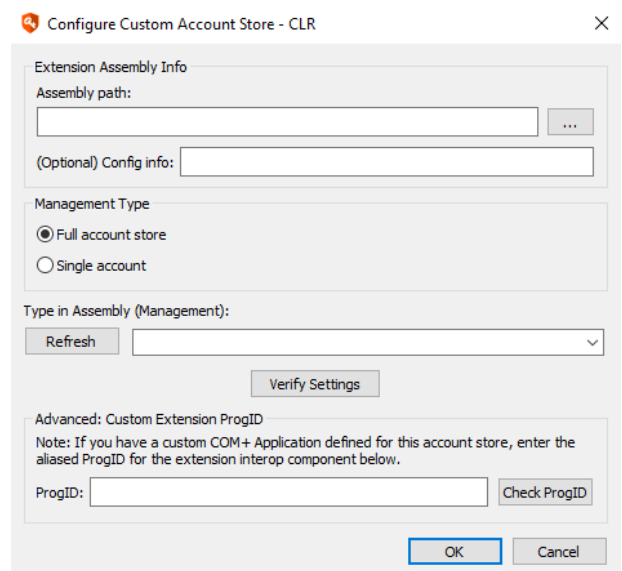 Configure Custom Account Store - CLR
Extension Assembly Info
Assembly path:
...
(Optional) Config info:
Management Type
Full account store
Single account
Type in Assembly (Management):
Refresh
Verify Settings
Advanced: Custom Extension ProgID
Note: If you have a custom COM+ Application defined for this account store, enter the
aliased ProgID for the extension interop component below.
ProgID:
Check ProgID
OK
Cancel